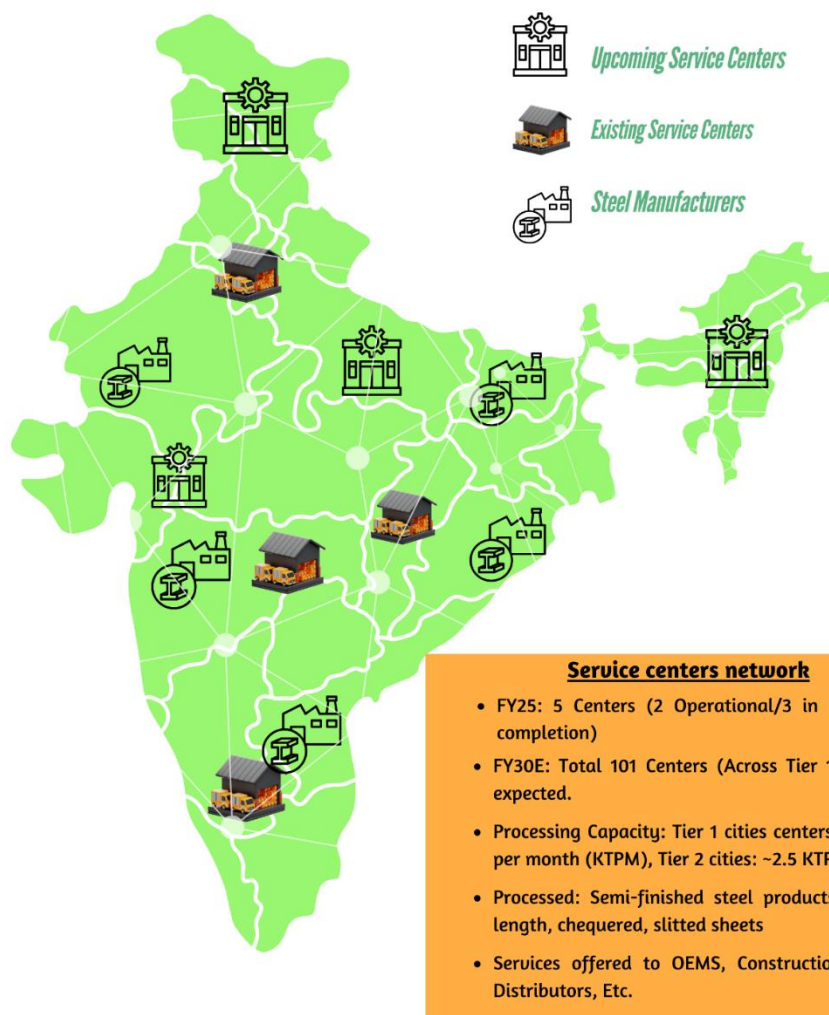 Upcoming Service Centers
Existing Service Centers
Steel Manufacturers
Service centers network
• FY25: 5 Centers (2 Operational/3 in
completion)
• FY30E: Total 101 Centers (Across Tier
expected.
• Processing Capacity: Tier 1 cities centers
per month (KTPM), Tier 2 cities: ~2.5
• Processed: Semi-finished steel
length, chequered, slitted sheets
• Services offered to OEMS,
Distributors, Etc.